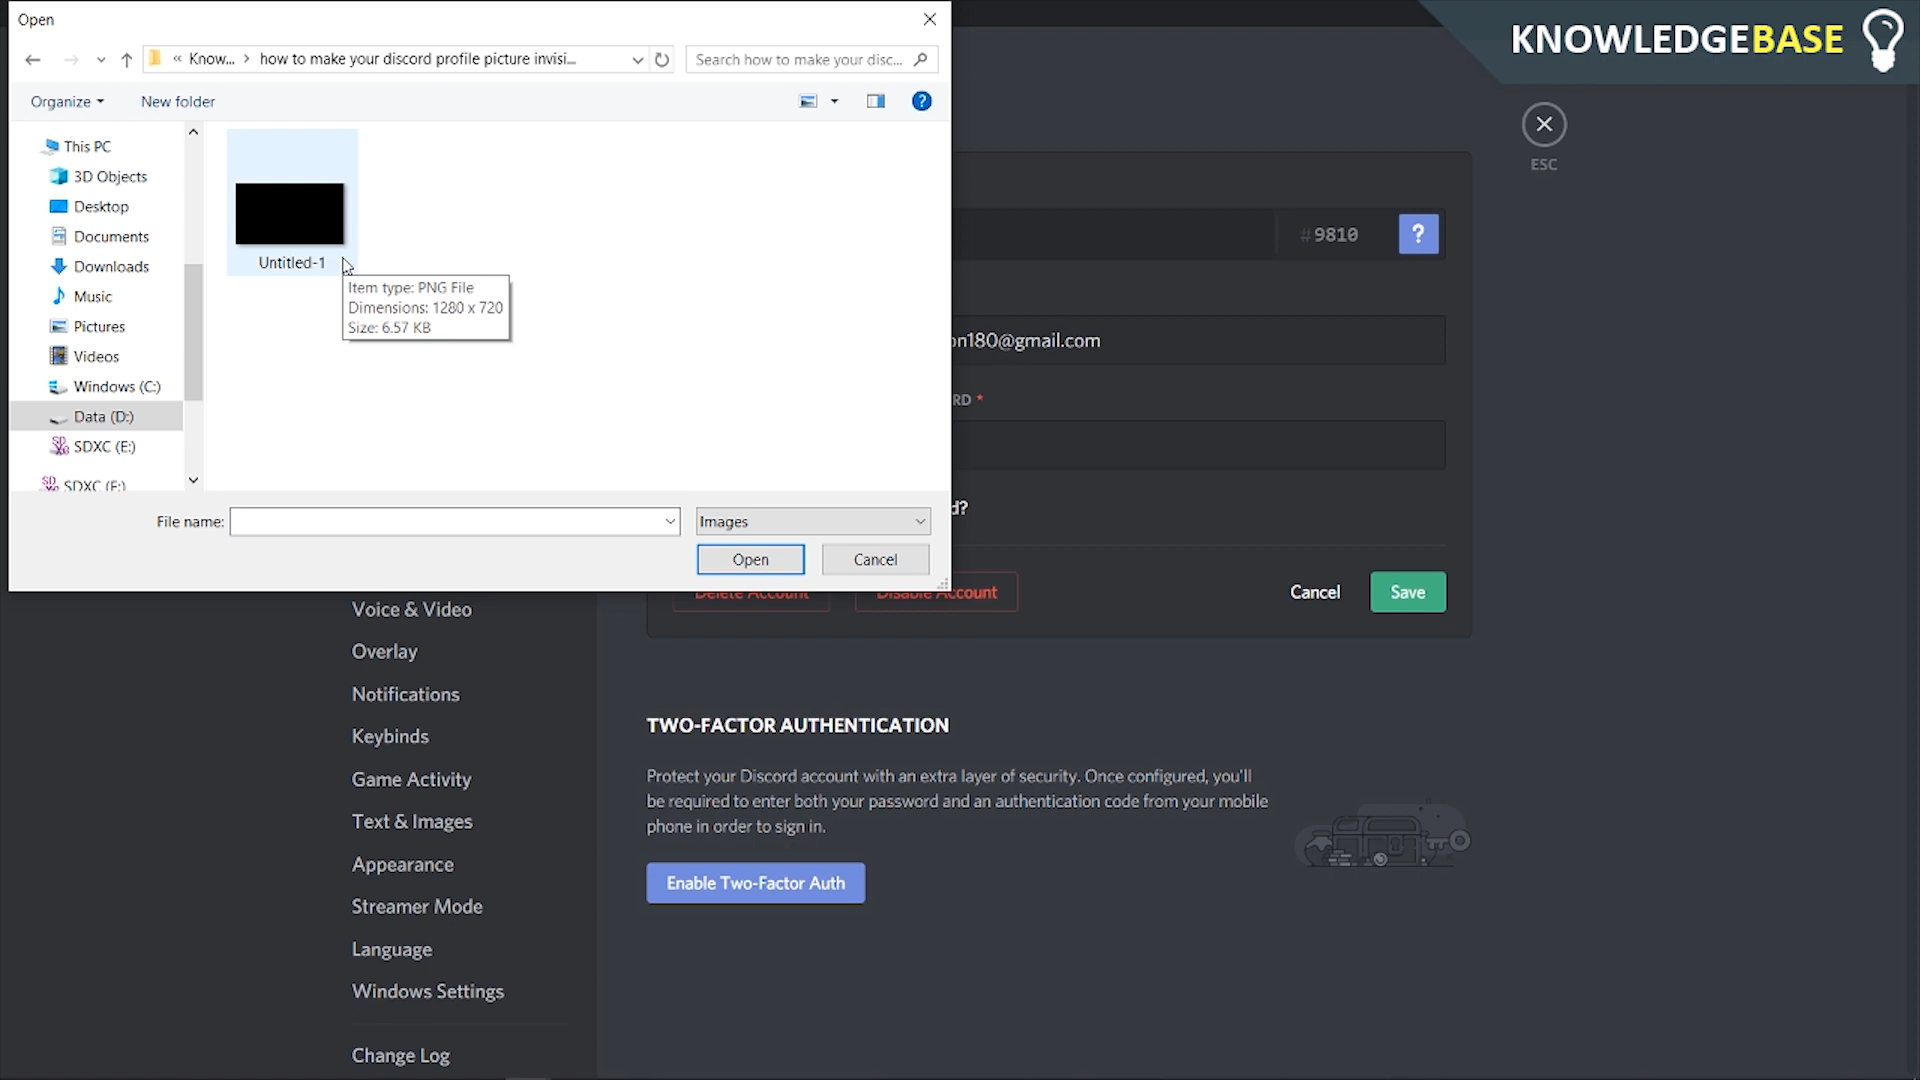 Open
« Know... > how to make your discord profile picture invisi...
Search how to make your disc...
Organize
New folder
This PC
3D Objects
Desktop
Documents
Downloads
Music
Pictures
Videos
Windows (C:)
Data (D:)
SDXC (E:)
SDXC (F:)
Untitled-1
Item type: PNG File
Dimensions: 1280 x 720
Size: 6.57 KB
File name:
Images
Open
Cancel
KNOWLEDGEBASE
ESC
#9810
?
on180@gmail.com
RD *
d?
Delete Account
Disable Account
Cancel
Save
Voice & Video
Overlay
Notifications
Keybinds
Game Activity
Text & Images
Appearance
Streamer Mode
Language
Windows Settings
Change Log
TWO-FACTOR AUTHENTICATION
Protect your Discord account with an extra layer of security. Once configured, you'll
be required to enter both your password and an authentication code from your mobile
phone in order to sign in.
Enable Two-Factor Auth